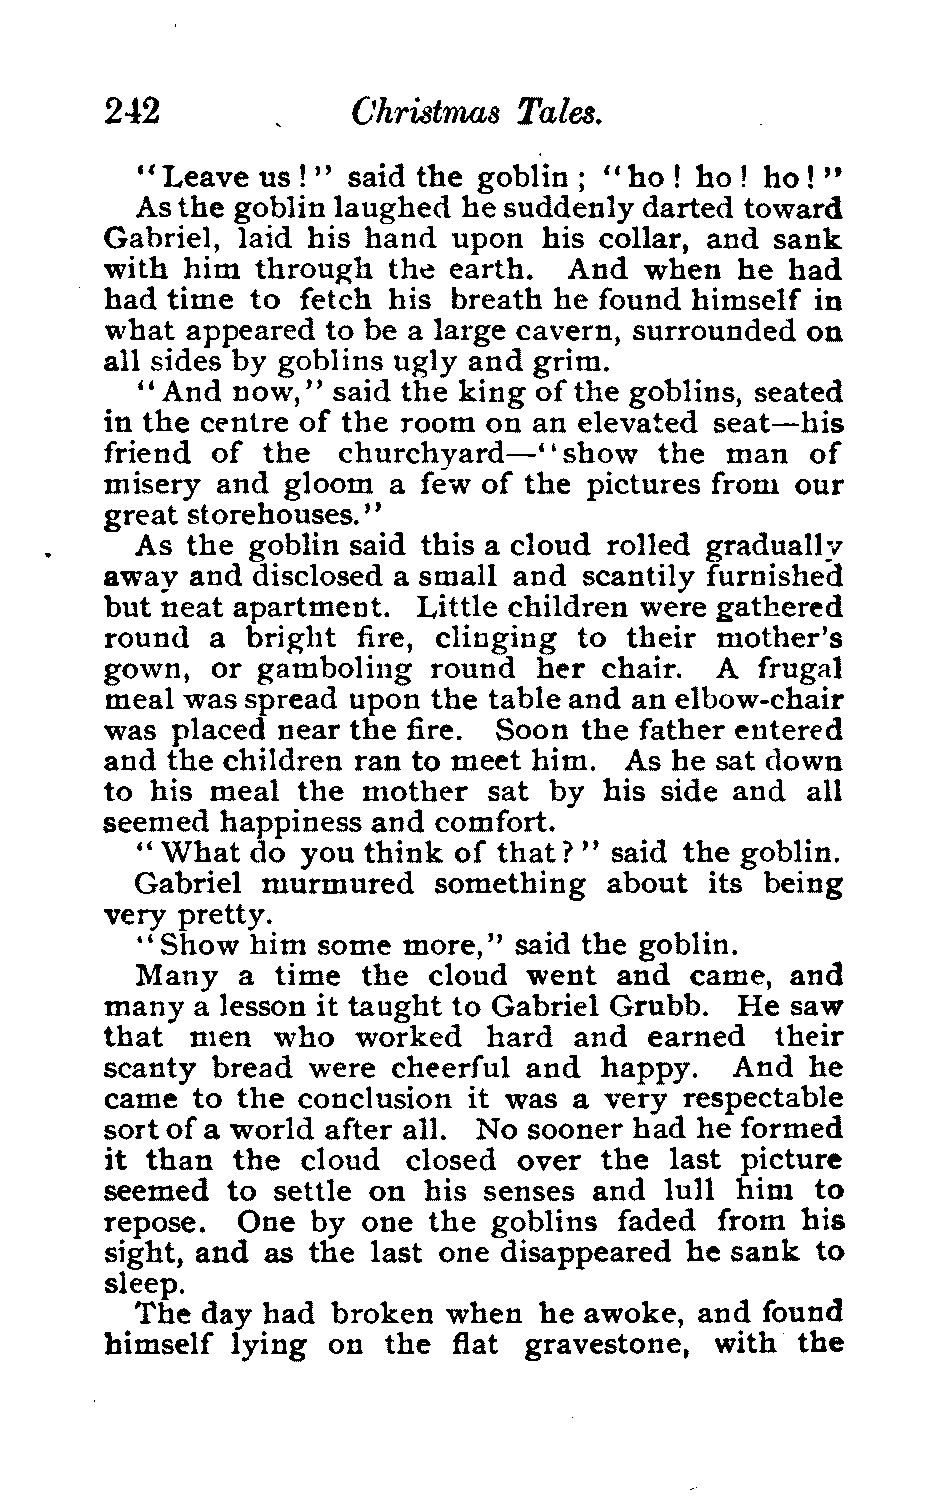 242 Christmas Tales.
"Leave us!" said the goblin; "ho! ho! ho!"
As the goblin laughed he suddenly darted toward
Gabriel, laid his hand upon his collar, and sank
with him through the earth. And when he had
had time to fetch his breath he found himself in
what appeared to be a large cavern, surrounded on
all sides by goblins ugly and grim.
"And now," said the king of the goblins, seated
in the centre of the room on an elevated seat—his
friend of the churchyard—"show the man of
misery and gloom a few of the pictures from our
great storehouses."
As the goblin said this a cloud rolled gradually
away and disclosed a small and scantily furnished
but neat apartment. Little children were gathered
round a bright fire, clinging to their mother's
gown, or gamboling round her chair. A frugal
meal was spread upon the table and an elbow-chair
was placed near the fire. Soon the father entered
and the children ran to meet him. As he sat down
to his meal the mother sat by his side and all
seemed happiness and comfort.
"What do you think of that?" said the goblin.
Gabriel murmured something about its being
very pretty.
"Show him some more," said the goblin.
Many a time the cloud went and came, and
many a lesson it taught to Gabriel Grubb. He saw
that men who worked hard and earned their
scanty bread were cheerful and happy. And he
came to the conclusion it was a very respectable
sort of a world after all. No sooner had he formed
it than the cloud closed over the last picture
seemed to settle on his senses and lull him to
repose. One by one the goblins faded from his
sight, and as the last one disappeared he sank to
sleep.
The day had broken when he awoke, and found
himself lying on the flat gravestone, with the